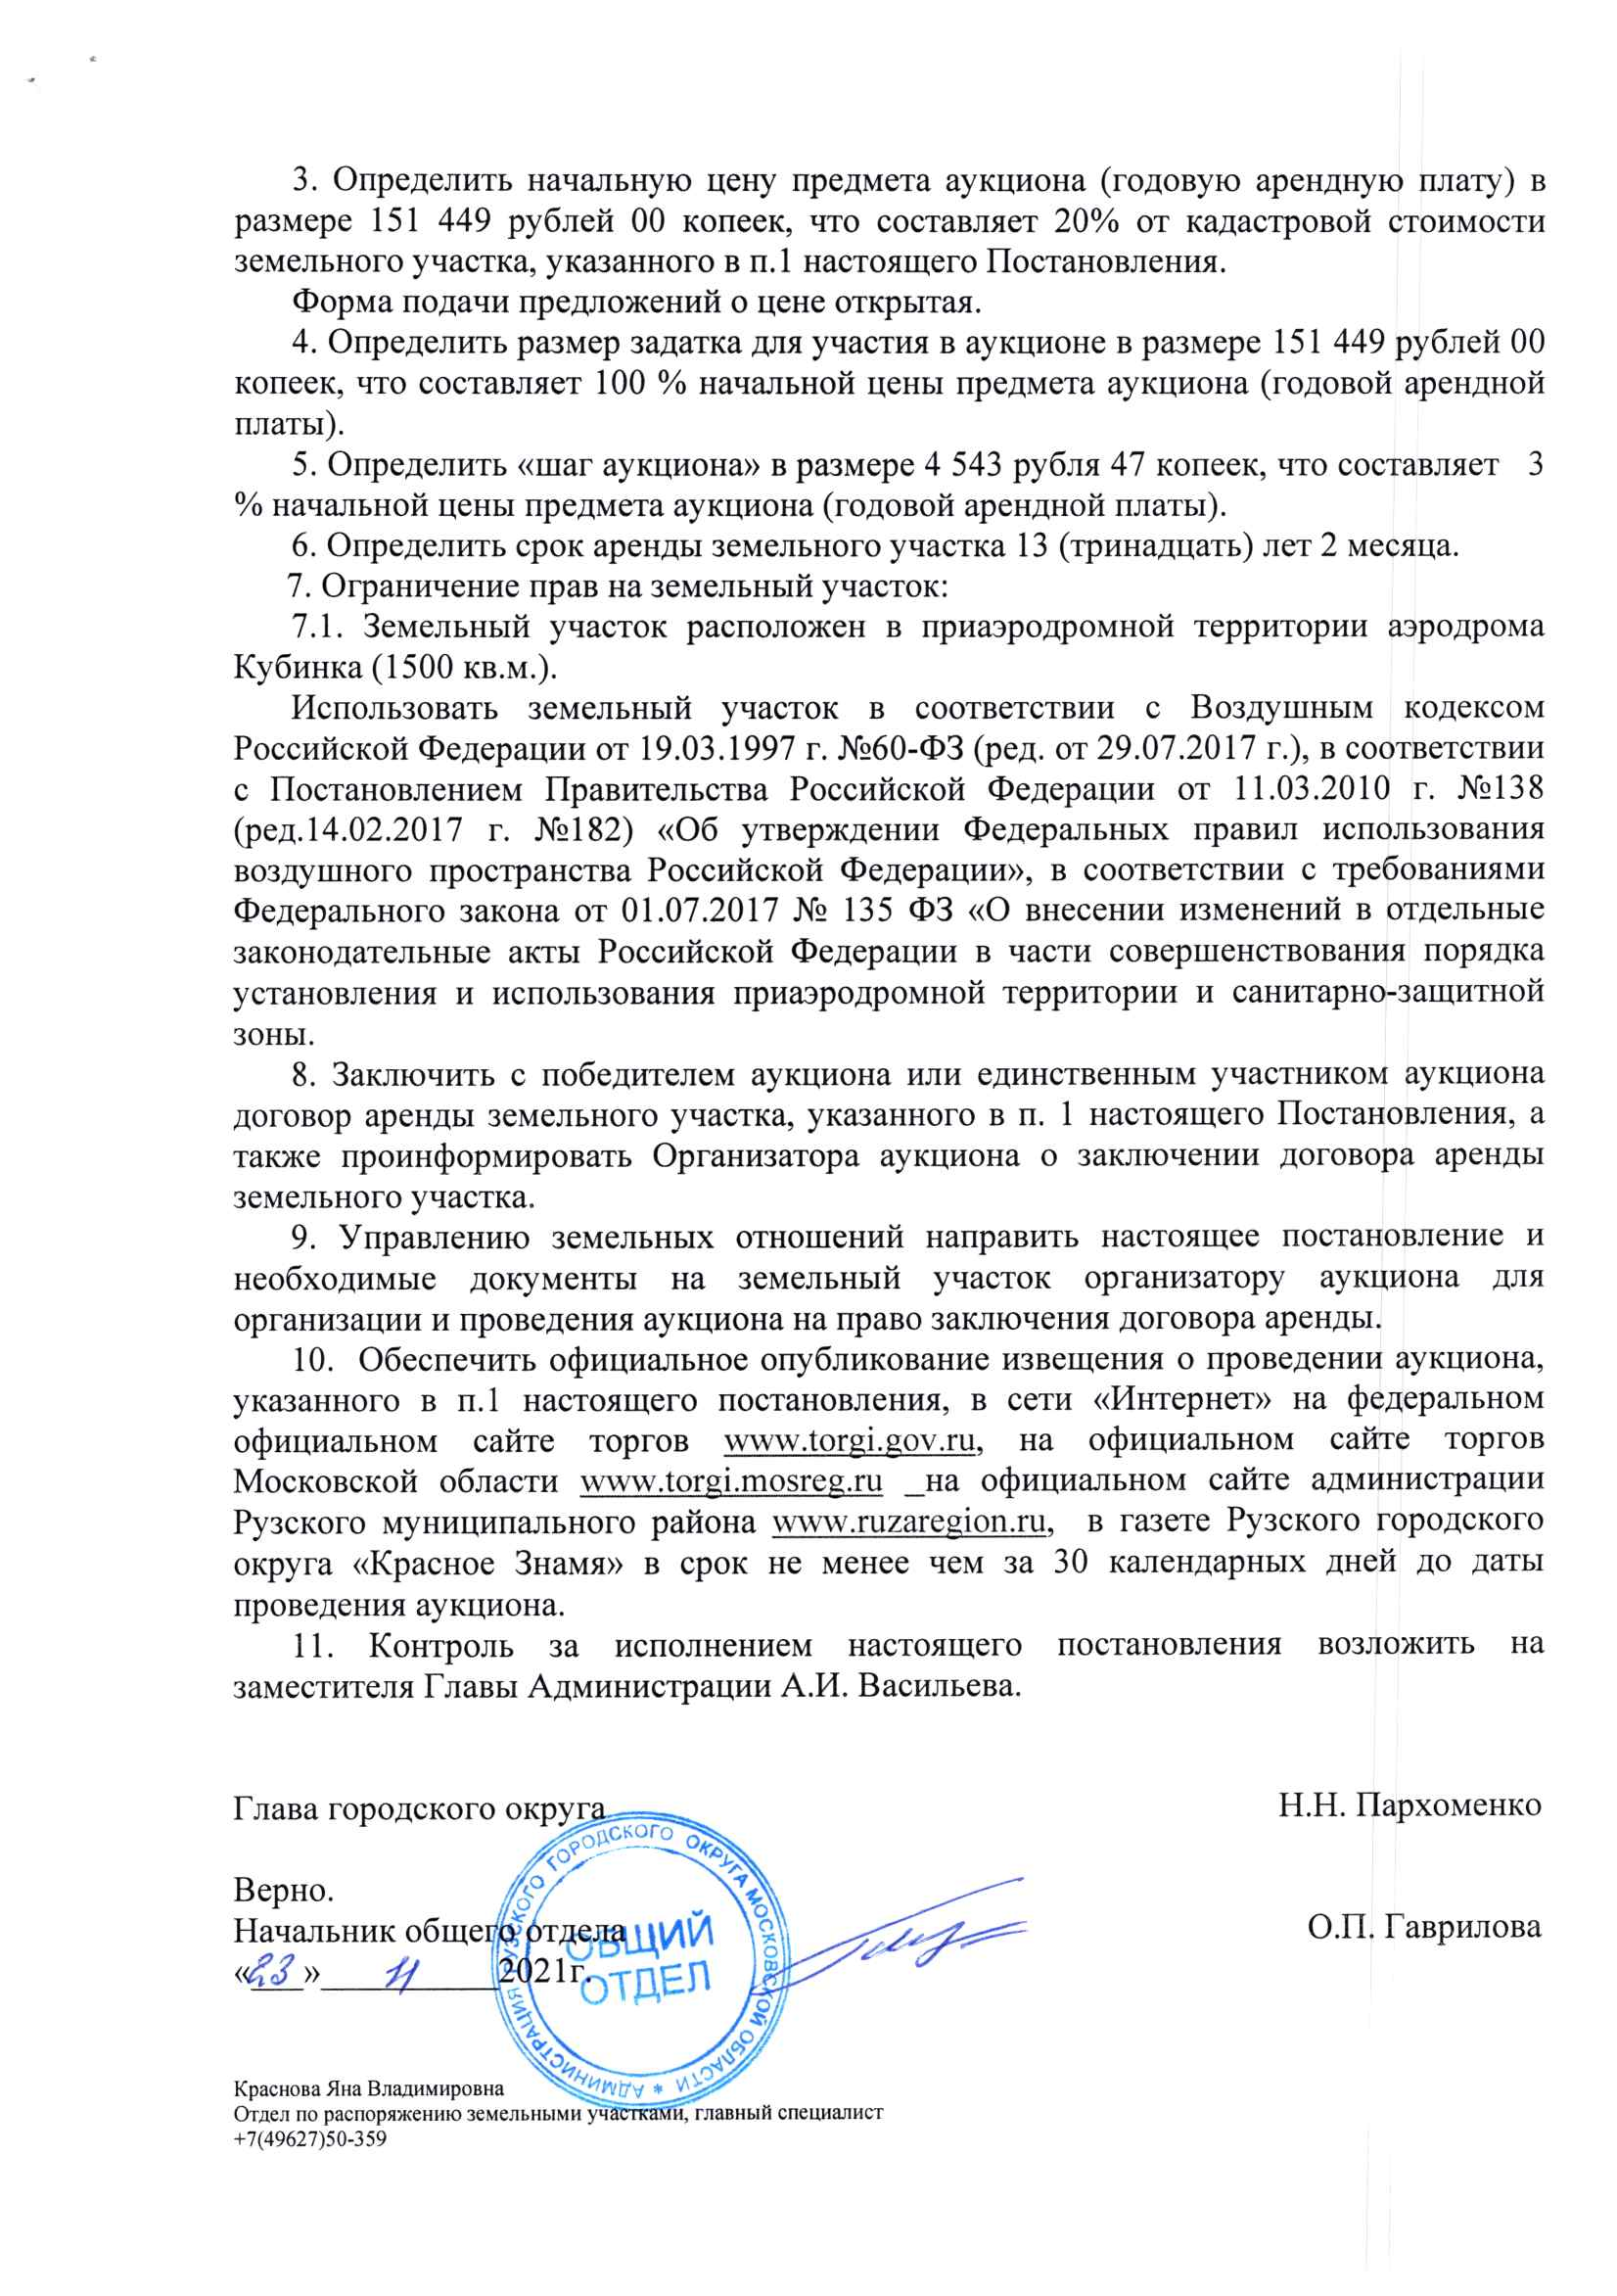 3. Определить начальную цену предмета аукциона (годовую арендную плату) в
размере 151 449 рублей 00 копеек, что составляет 20% от кадастровой стоимости
земельного участка, указанного в п.1 настоящего Постановления.
Форма подачи предложений о цене открытая.
4. Определить размер задатка для участия в аукционе в размере 151 449 рублей 00
копеек, что составляет 100 % начальной цены предмета аукциона (годовой арендной
платы).
5. Определить «шаг аукциона» в размере 4 543 рубля 47 копеек, что составляет 3
% начальной цены предмета аукциона (годовой арендной платы).
6. Определить срок аренды земельного участка 13 (тринадцать) лет 2 месяца.
7. Ограничение прав на земельный участок:
7.1. Земельный участок расположен в приаэродромной территории аэродрома
Кубинка (1500 кв.м.).
Использовать земельный участок в соответствии с Воздушным кодексом
Российской Федерации от 19.03.1997 г. №60-ФЗ (ред. от 29.07.2017 г.), в соответствии
с Постановлением Правительства Российской Федерации от 11.03.2010 г. №138
(ред.14.02.2017 г. №182) «Об утверждении Федеральных правил использования
воздушного пространства Российской Федерации», в соответствии с требованиями
Федерального закона от 01.07.2017 № 135 ФЗ «О внесении изменений в отдельные
законодательные акты Российской Федерации в части совершенствования порядка
установления и использования приаэродромной территории и санитарно-защитной
зоны.
8. Заключить с победителем аукциона или единственным участником аукциона
договор аренды земельного участка, указанного в п. 1 настоящего Постановления, а
также проинформировать Организатора аукциона о заключении договора аренды
земельного участка.
9. Управлению земельных отношений направить настоящее постановление и
необходимые документы на земельный участок организатору аукциона для
организации и проведения аукциона на право заключения договора аренды.
10. Обеспечить официальное опубликование извещения о проведении аукциона,
указанного в п.1 настоящего постановления, в сети «Интернет» на федеральном
официальном сайте торгов www.torgi.gov.ru, на официальном сайте торгов
Московской области www.torgi.mosreg.ru _на официальном сайте администрации
Рузского муниципального района www.ruzaregion.ru, в газете Рузского городского
округа «Красное Знамя» в срок не менее чем за 30 календарных дней до даты
проведения аукциона.
11. Контроль за исполнением настоящего постановления возложить на
заместителя Главы Администрации А.И. Васильева.
Глава городского округа Н.Н. Пархоменко
Верно.
Начальник общего отдела О.П. Гаврилова
«23» 11 2021г.
АДМИНИСТРАЦИЯ РУЗСКОГО ГОРОДСКОГО ОКРУГА МОСКОВСКОЙ ОБЛАСТИ *
ОБЩИЙ
ОТДЕЛ
Краснова Яна Владимировна
Отдел по распоряжению земельными участками, главный специалист
+7(49627)50-359